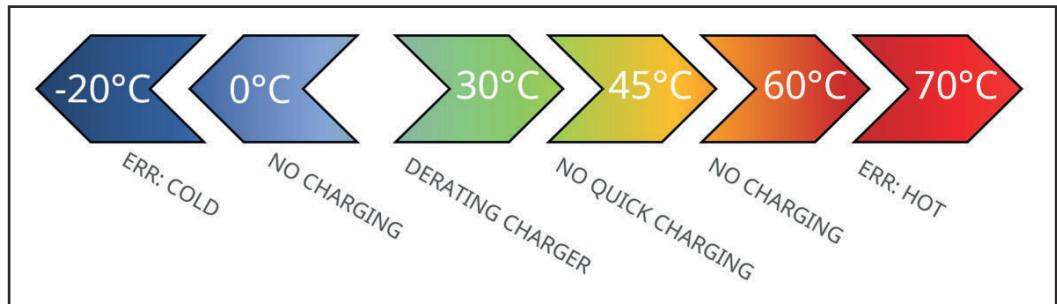 -20°C
0°C
30°C
45°C
60°C
70°C
ERR: COLD
NO CHARGING
DERATING CHARGER
NO QUICK CHARGING
NO CHARGING
ERR: HOT